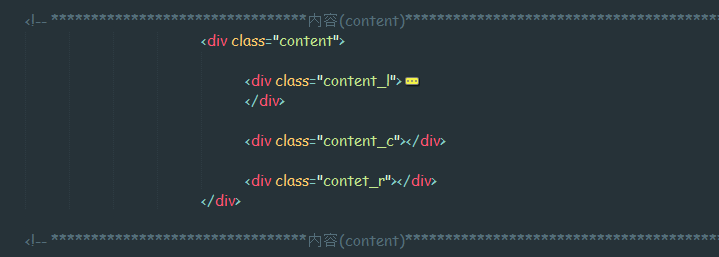 <!-- ********************************内容(content)****************************************
<div class="content">
<div class="content_l">
</div>
<div class="content_c"></div>
<div class="contet_r"></div>
</div>
<!-- ********************************内容(content)****************************************